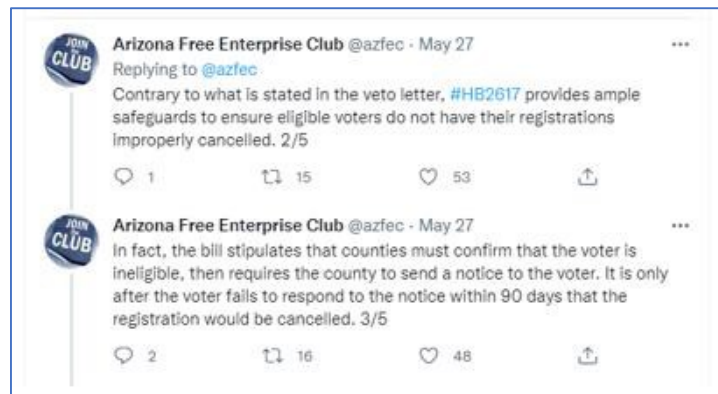 JOIN
the
CLUB
Arizona Free Enterprise Club @azfec · May 27
Replying to @azfec
Contrary to what is stated in the veto letter, #HB2617 provides ample
safeguards to ensure eligible voters do not have their registrations
improperly cancelled. 2/5
1 15 53
JOIN
the
CLUB
Arizona Free Enterprise Club @azfec · May 27
In fact, the bill stipulates that counties must confirm that the voter is
ineligible, then requires the county to send a notice to the voter. It is only
after the voter fails to respond to the notice within 90 days that the
registration would be cancelled. 3/5
2 16 48